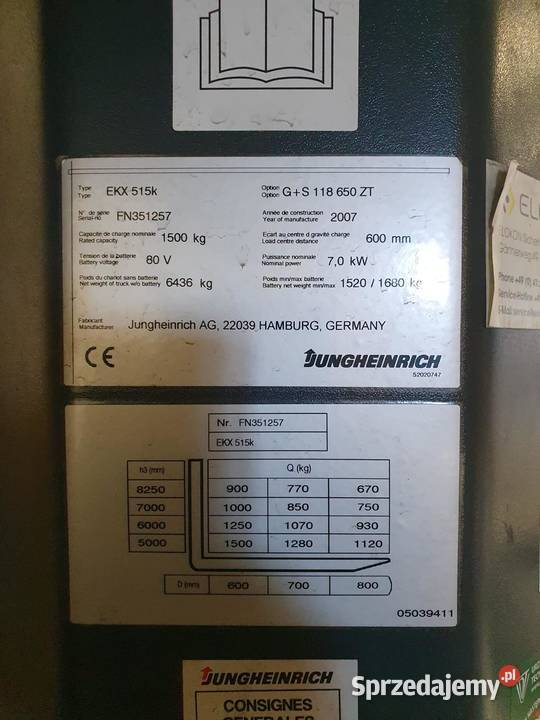 Type
Type
EKX 515k
Option
Option
G+S 118 650 ZT
N° de série
Serial-no
FN351257
Année de construction
Year of manufacture
2007
Capacité de charge nominale
Rated capacity
1500 kg
Ecart au centre d gravité charge
Load centre distance
600 mm
Tension de la batterie
Battery voltage
80 V
Puissance nominale
Nominal power
7,0 kW
Poids du chariot sans batterie
Net weight of truck w/o battery
6436 kg
Poids min/max batterie
Battery net weight min/max
1520 / 1680 kg
Fabricant
Manufacturer
Jungheinrich AG, 22039 HAMBURG, GERMANY
CE
JUNGHEINRICH
52020747
Nr. FN351257
EKX 515k
h3 (mm) Q (kg)
8250 900 770 670
7000 1000 850 750
6000 1250 1070 930
5000 1500 1280 1120
D (mm) 600 700 800
05039411
JUNGHEINRICH
CONSIGNES
GENERALES
Sprzedajemy.pl